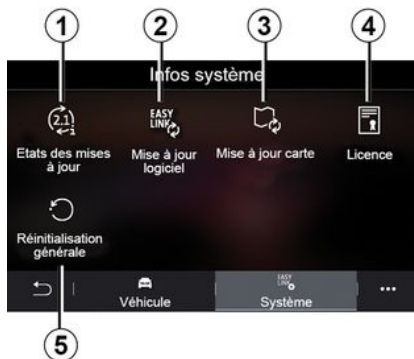 1 2 3 4
Infos système
2.1
EASY LINK
Etats des mises à jour
Mise à jour logiciel
Mise à jour carte
Licence
Réinitialisation générale
Véhicule
EASY LINK
Système
...
5